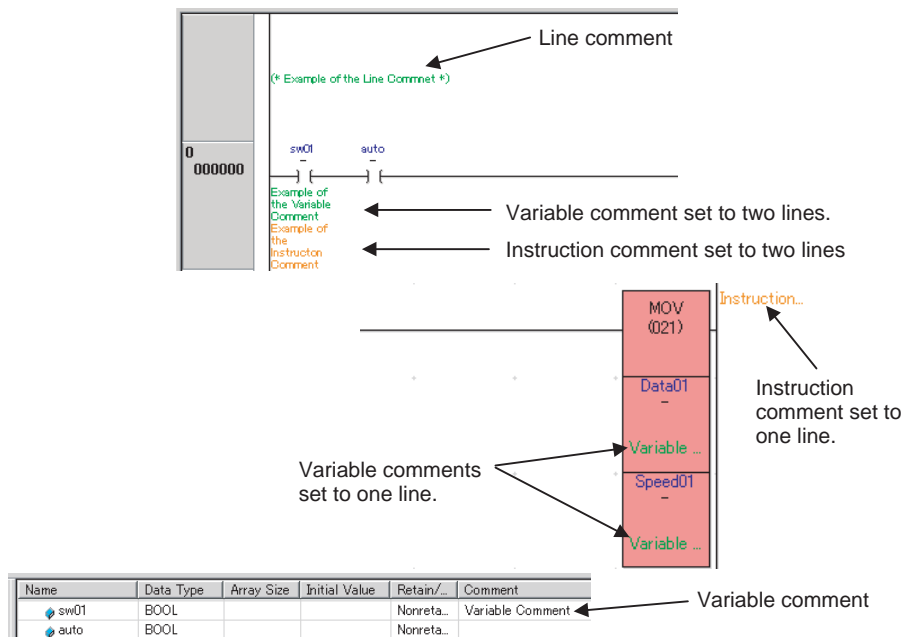 Line comment
(* Example of the Line Commnet *)
0
000000
sw01 auto
- -
Example of
the Variable
Comment
Example of
the
Instructon
Comment
Variable comment set to two lines.
Instruction comment set to two lines
MOV
(021)
Instruction...
Data01
-
Variable ...
Speed01
-
Variable ...
Instruction
comment set to
one line.
Variable comments
set to one line.
Name Data Type Array Size Initial Value Retain/... Comment
sw01 BOOL Nonreta... Variable Comment
auto BOOL Nonreta...
Variable comment